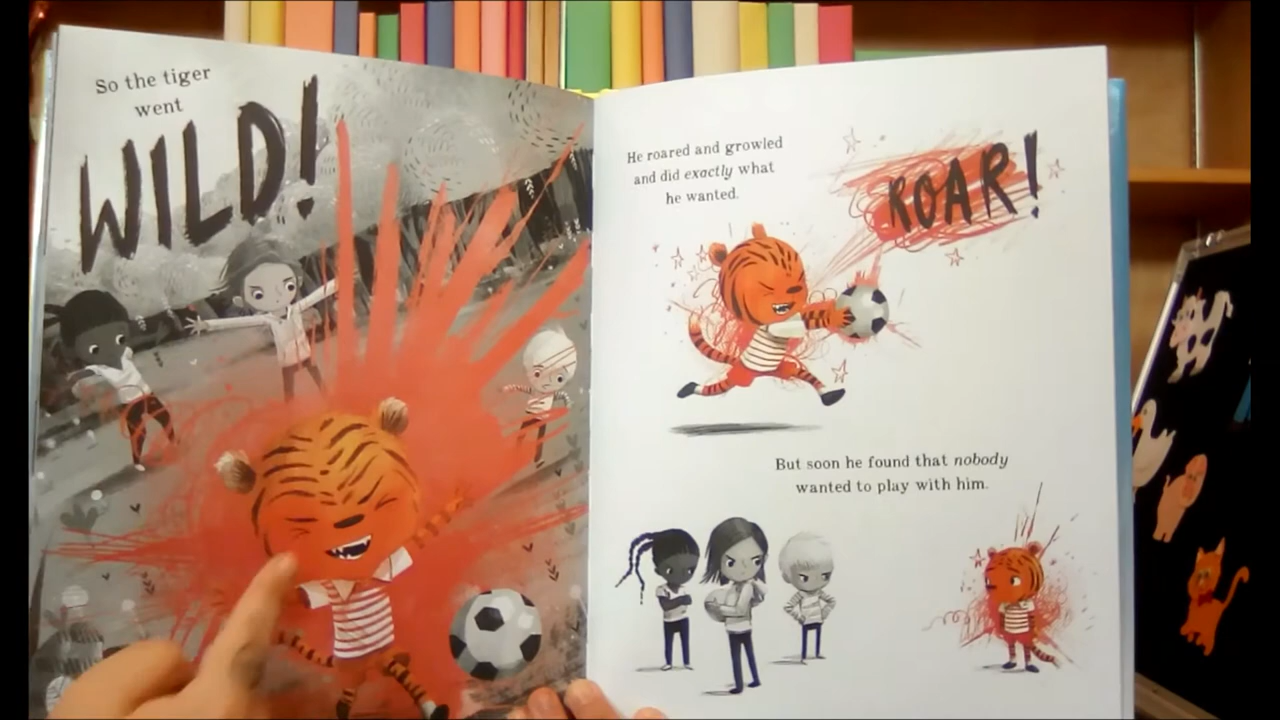 So the tiger
went
WILD!
He roared and growled
and did exactly what
he wanted.
ROAR!
But soon he found that nobody
wanted to play with him.